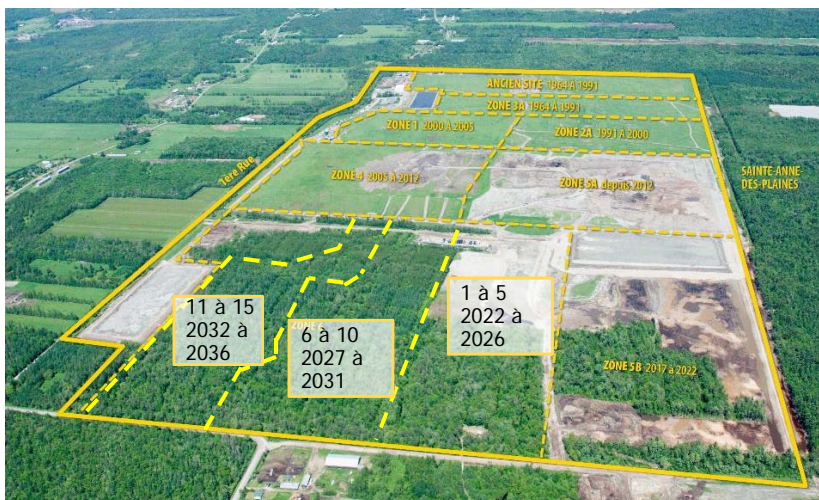 ANCIEN SITE 1964 À 1991
ZONE 3A 1964 À 1991
ZONE 1 2000 À 2005
ZONE 2A 1991 À 2000
1ère Rue
ZONE 4 2005 À 2012
ZONE 5A depuis 2012
SAINTE-ANNE-
DES-PLAINES
11 à 15
2032 à
2036
6 à 10
2027 à
2031
1 à 5
2022 à
2026
ZONE 5B 2017 à 2022